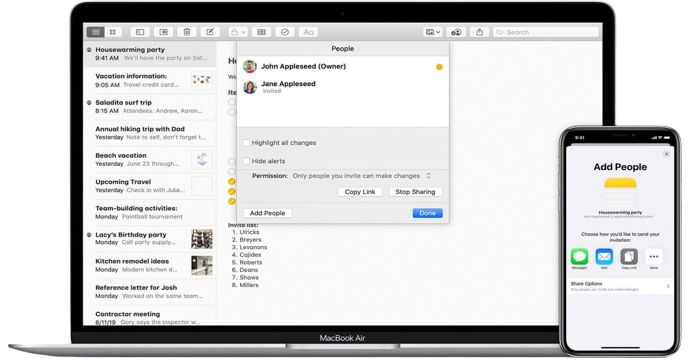 Aa
Search
Housewarming party
9:41 AM We'll have the party on Sat...
Vacation information:
9:05 AM Travel credit card...
Saladita surf trip
8:15 AM Attendees: Andrew, Aaron...
Annual hiking trip with Dad
Yesterday Note to self, don't forget t...
Beach vacation
Yesterday June 23 through...
Upcoming Travel
Yesterday Check in with Julie...
Team-building activities:
Monday Paintball tournament
Lacy's Birthday party
Monday Call party supply...
Kitchen remodel ideas
Monday Modern kitchen d...
Reference letter for Josh
Monday Worked on the same team...
Contractor meeting
6/11/19 Gary says the inspector w...
People
John Appleseed (Owner)
Jane Appleseed
Invited
Highlight all changes
Hide alerts
Permission: Only people you invite can make changes
Copy Link
Stop Sharing
Add People
Done
Invite list:
1. Ulricks
2. Breyers
3. Levanons
4. Cajides
5. Roberts
6. Deans
7. Shaws
8. Millers
MacBook Air
9:41
Add People
Housewarming party
Choose how you'd like to send your
invitation:
Messages
Mail
Copy Link
More
Share Options
Only people you invite can make changes.